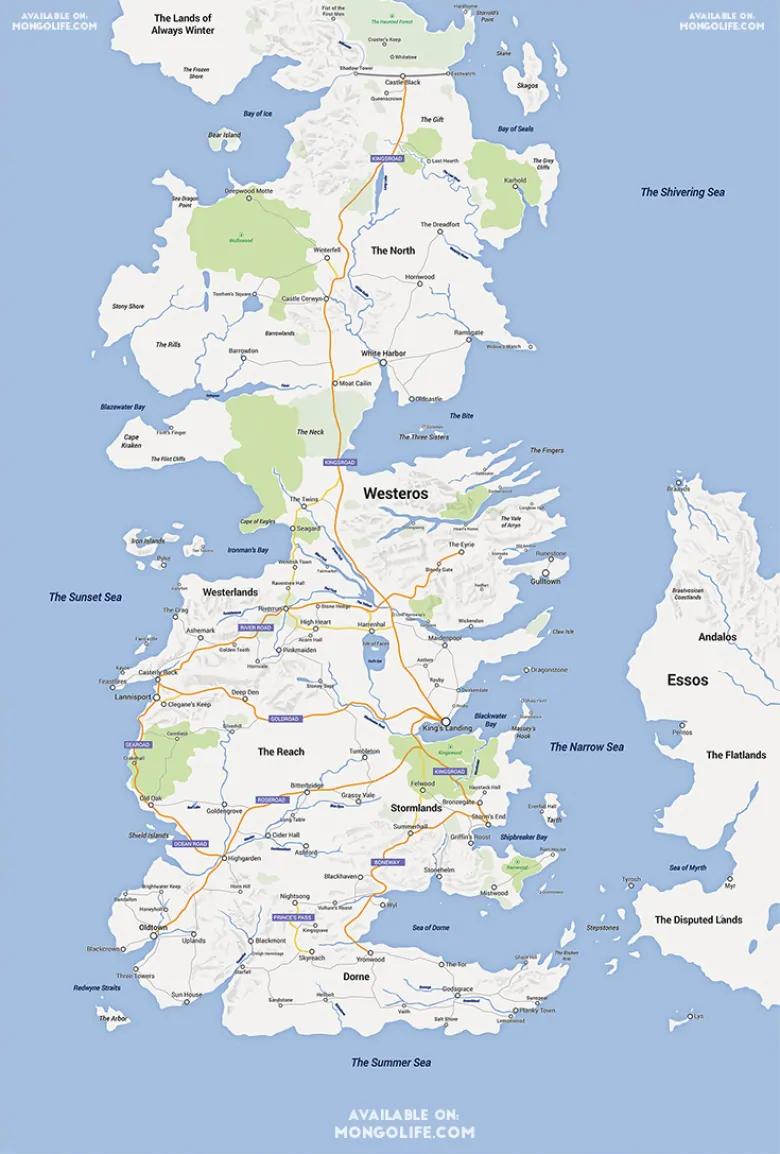 AVAILABLE ON:
MONGOLIFE.COM
AVAILABLE ON:
MONGOLIFE.COM
The Lands of
Always Winter
Fist of the
First Men
The Haunted Forest
Storrold's
Point
Craster's Keep
Whitetree
The Frozen
Shore
Shadow Tower
Castle Black
Eastwatch
Skane
Skagos
Queenscrown
Bay of Ice
The Gift
Bay of Seals
Bear Island
KINGSROAD
Last Hearth
The Grey
Cliffs
Karhold
The Shivering Sea
Sea Dragon
Point
Deepwood Motte
Wolfswood
The Dreadfort
Winterfell
The North
Hornwood
Torrhen's Square
Castle Cerwyn
Stony Shore
The Rills
Barrowlands
Ramsgate
Widow's Watch
Barrowton
White Harbor
Moat Cailin
Oldcastle
Blazewater Bay
The Bite
Flint's Finger
Cape
Kraken
The Neck
The Three Sisters
The Flint Cliffs
The Fingers
KINGSROAD
Westeros
Braavos
The Twins
Cape of Eagles
Seagard
The Vale
of Arryn
Iron Islands
Pyke
Ironman's Bay
The Eyrie
Bloody Gate
Runestone
Gulltown
Raventree Hall
Westerlands
The Sunset Sea
Braavosian
Coastlands
The Crag
Riverrun
Stone Hedge
RIVER ROAD
High Heart
Harrenhal
Wickenden
Ashemark
Acorn Hall
Maidenpool
Claw Isle
Andalos
Golden Tooth
Pinkmaiden
Isle of Faces
Hornvale
Casterly Rock
Feastfires
Dragonstone
Essos
Lannisport
Deep Den
Stoney Sept
Rosby
Duskendale
Clegane's Keep
GOLDROAD
King's Landing
Blackwater
Bay
Massey's
Hook
Pentos
SEAROAD
The Reach
Kingswood
The Narrow Sea
The Flatlands
Tumbleton
KINGSROAD
Crakehall
Bitterbridge
Felwood
Haystack Hall
Old Oak
ROSEROAD
Grassy Vale
Bronzegate
Goldengrove
Stormlands
Evenfall Hall
Tarth
Storm's End
Long Table
Summerhall
Shield Islands
Cider Hall
Griffin's Roost
Shipbreaker Bay
OCEAN ROAD
Ashford
Highgarden
BONEWAY
Rainwood
Sea of Myrth
Blackhaven
Stonehelm
Mistwood
Tyrosh
Myr
Brightwater Keep
Horn Hill
Nightsong
Honeyholt
Vulture's Roost
Wyl
PRINCE'S PASS
Kingsgrave
Oldtown
Uplands
Sea of Dorne
Stepstones
The Disputed Lands
Blackcrown
Blackmont
Skyreach
Yronwood
The Tor
Three Towers
Starfall
Dorne
Redwyne Straits
Sun House
Sandstone
Hellholt
Godsgrace
Vaith
Salt Shore
Planky Town
Lemonwood
The Arbor
Lys
The Summer Sea
AVAILABLE ON:
MONGOLIFE.COM